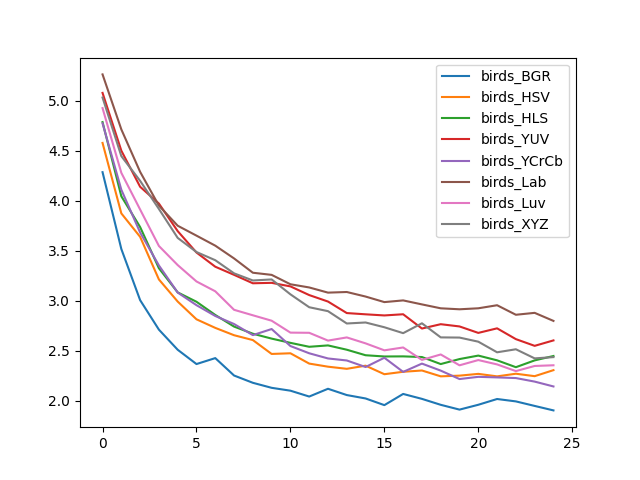 birds_BGR
birds_HSV
birds_HLS
birds_YUV
birds_YCrCb
birds_Lab
birds_Luv
birds_XYZ
5.0
4.5
4.0
3.5
3.0
2.5
2.0
0 5 10 15 20 25